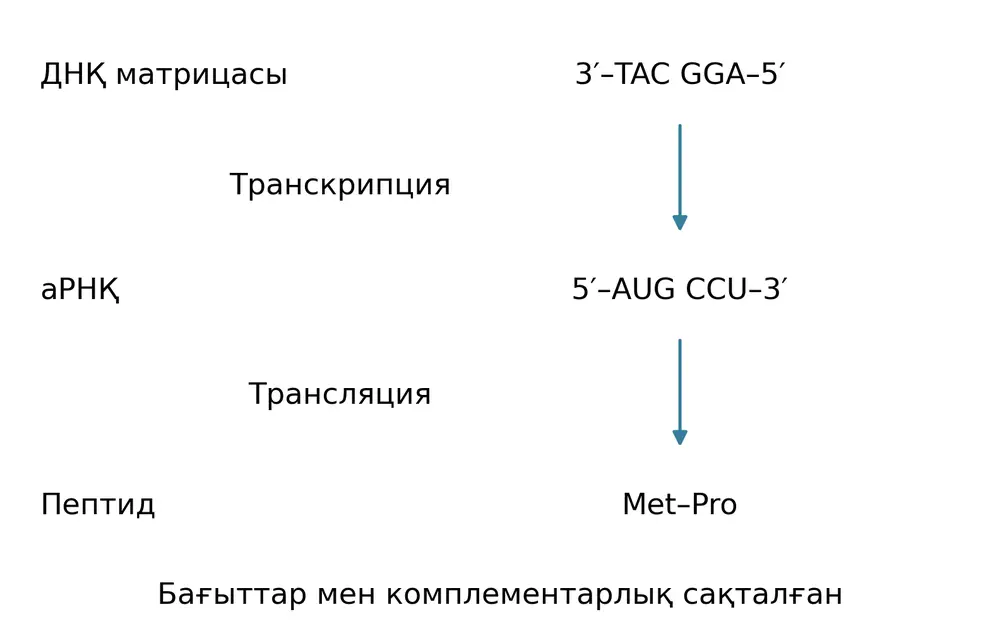 ДНҚ матрицасы 3′–TAC GGA–5′
Транскрипция
аРНҚ 5′–AUG CCU–3′
Трансляция
Пептид Met–Pro
Бағыттар мен комплементарлық сақталған